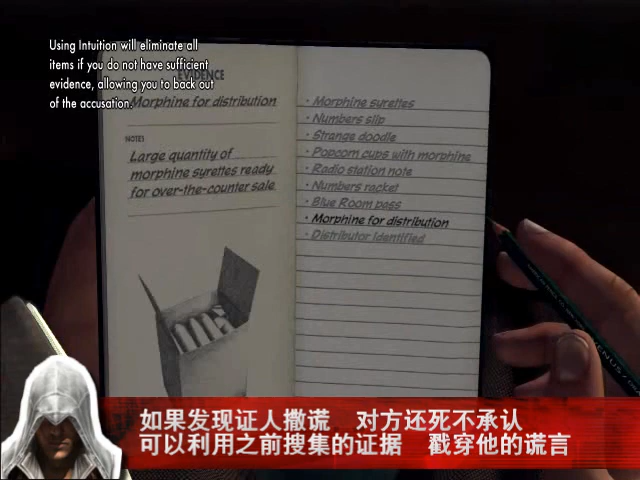 Using Intuition will eliminate all
items if you do not have sufficient
evidence, allowing you to back out
of the accusation.
EVIDENCE
Morphine for distribution
NOTES
Large quantity of
morphine syrettes ready
for over-the-counter sale.
· Morphine syrettes
· Numbers slip
· Strange doodle
· Popcorn cups with morphine
· Radio station note
· Numbers racket
· Blue Room pass
· Morphine for distribution
· Distributor identified
VENUS
如果发现证人撒谎 对方还死不承认
可以利用之前搜集的证据 戳穿他的谎言